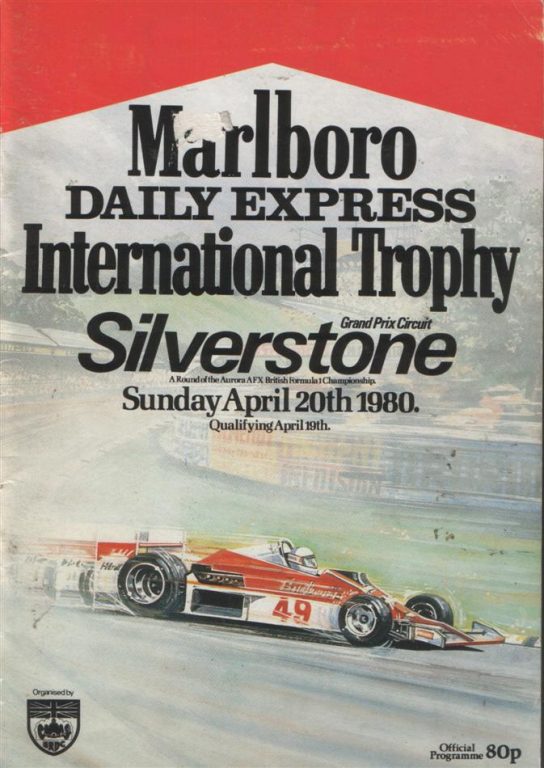 Marlboro
DAILY EXPRESS
International Trophy
Grand Prix Circuit
Silverstone
A Round of the Aurora AFX British Formula 1 Championship.
Sunday April 20th 1980.
Qualifying April 19th.
49
Organised by
BRDC
Official
Programme 80p